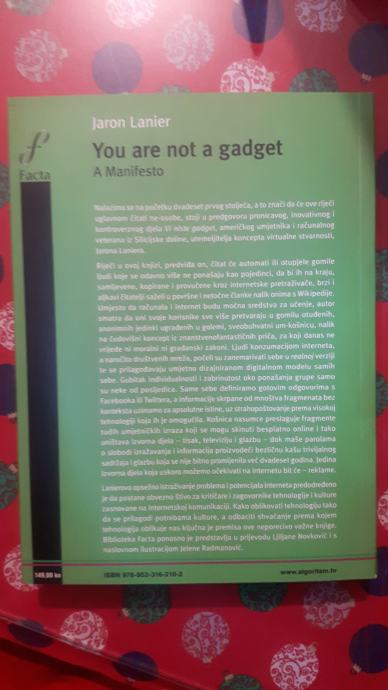 Jaron Lanier
You are not a gadget
A Manifesto
f
Facta
Nalazimo se na početku dvadeset prvog stoljeća, a to znači da će ove riječi
uglavnom čitati ne-osobe, stoji u predgovoru pronicavog, inovativnog i
kontroverznog djela Vi niste gadget, američkog umjetnika i računalnog
veterana iz Silicijske doline, utemeljitelja koncepta virtualne stvarnosti,
Jarona Laniera.
Riječi u ovoj knjizi, predviđa on, čitat će automati ili otupjele gomile
ljudi koje se odavno više ne ponašaju kao pojedinci, da bi ih na kraju,
samljevene, kopirane i provučene kroz internetske pretraživače, brzi i
aljkavi čitatelji saželi u površne i netočne članke nalik onima s Wikipedije.
Umjesto da računala i internet budu moćna sredstva za učenje, autor
smatra da oni svoje korisnike sve više pretvaraju u gomilu otuđenih,
anonimnih jedinki ugrađenih u golemi, sveobuhvatni um-košnicu, nalik
na čudovišni koncept iz znanstvenofantastičnih priča, za koji danas ne
vrijede ni moralni ni građanski zakoni. Ljudi konzumacijom interneta,
a naročito društvenih mreža, počeli su zanemarivati sebe u realnoj verziji
te se prilagođavaju umjetno dizajniranom digitalnom modelu samih
sebe. Gubitak individualnosti i zabrinutost oko ponašanja grupe samo
su neke od posljedica. Same sebe definiramo gotovim odgovorima s
Facebooka ili Twittera, a informacije skrpane od mnoštva fragmenata bez
konteksta uzimamo za apsolutne istine, uz strahopoštovanje prema visokoj
tehnologiji koja ih je omogućila. Košnica nasumce preslaguje fragmente
tuđih umjetničkih izraza koji se mogu skinuti besplatno online i tako
uništava izvorna djela – tisak, televiziju i glazbu – dok maše parolama
o slobodi izražavanja i informacija proizvodeći bezličnu kašu trivijalnog
sadržaja i glazbu koja se nije bitno promijenila već dvadeset godina. Jedina
izvorna djela koja uskoro možemo očekivati na internetu bit će – reklame.
Lanierovo opsežno istraživanje problema i potencijala interneta predodređeno
je da postane obvezno štivo za kritičare i zagovornike tehnologije i kulture
zasnovane na internetskoj komunikaciji. Kako oblikovati tehnologiju tako
da se prilagodi potrebama kulture, a odbaciti shvaćanje prema kojem
tehnologija oblikuje nas ključna je premisa ove neporecivo važne knjige.
Biblioteka Facta ponosno je predstavlja u prijevodu Ljiljane Novković i s
naslovnom ilustracijom Jelene Radmanović.
149,00 kn
ISBN 978-953-316-210-2
www.algoritam.hr